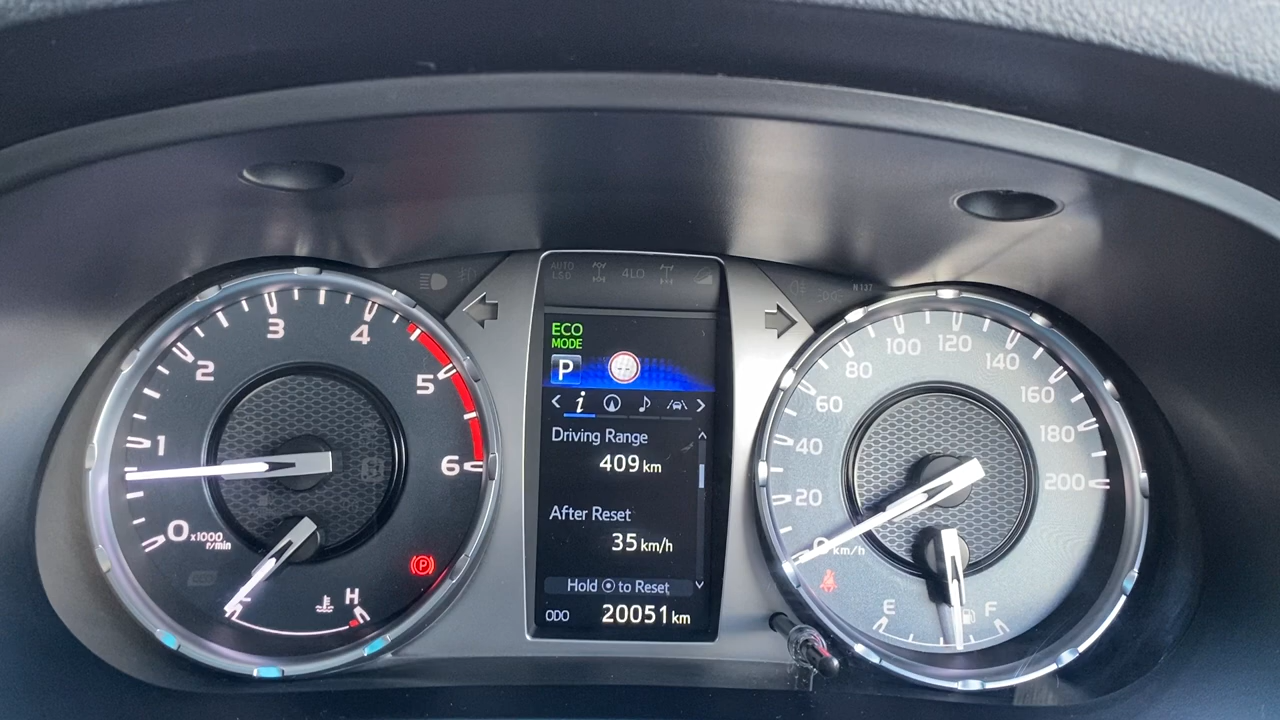 AUTO
LSD
4LO
N 137
0
1
2
3
4
5
6
x1000
r/min
H
P
ECO
MODE
P
i
Driving Range
409 km
After Reset
35 km/h
Hold to Reset
ODO 20051 km
0
20
40
60
80
100
120
140
160
180
200
km/h
E
F